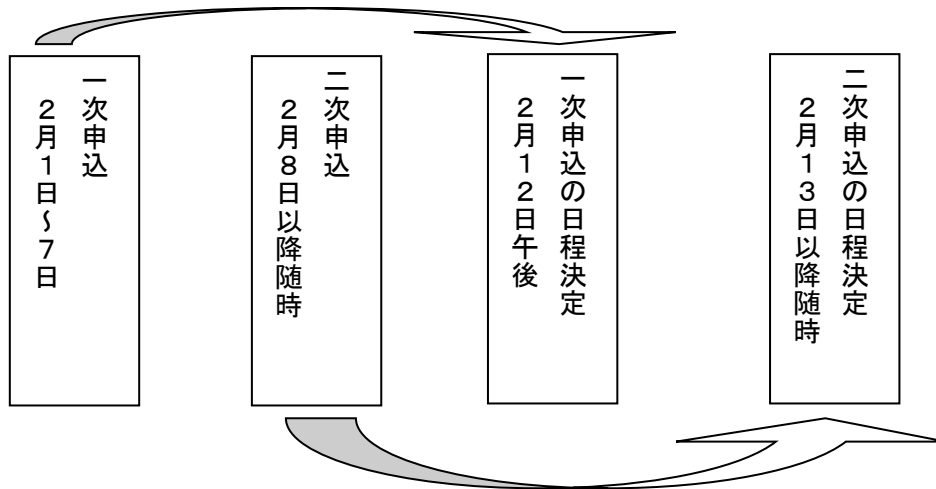 一次申込
２月１日～７日
二次申込
２月８日以降随時
一次申込の日程決定
２月１２日午後
二次申込の日程決定
２月１３日以降随時